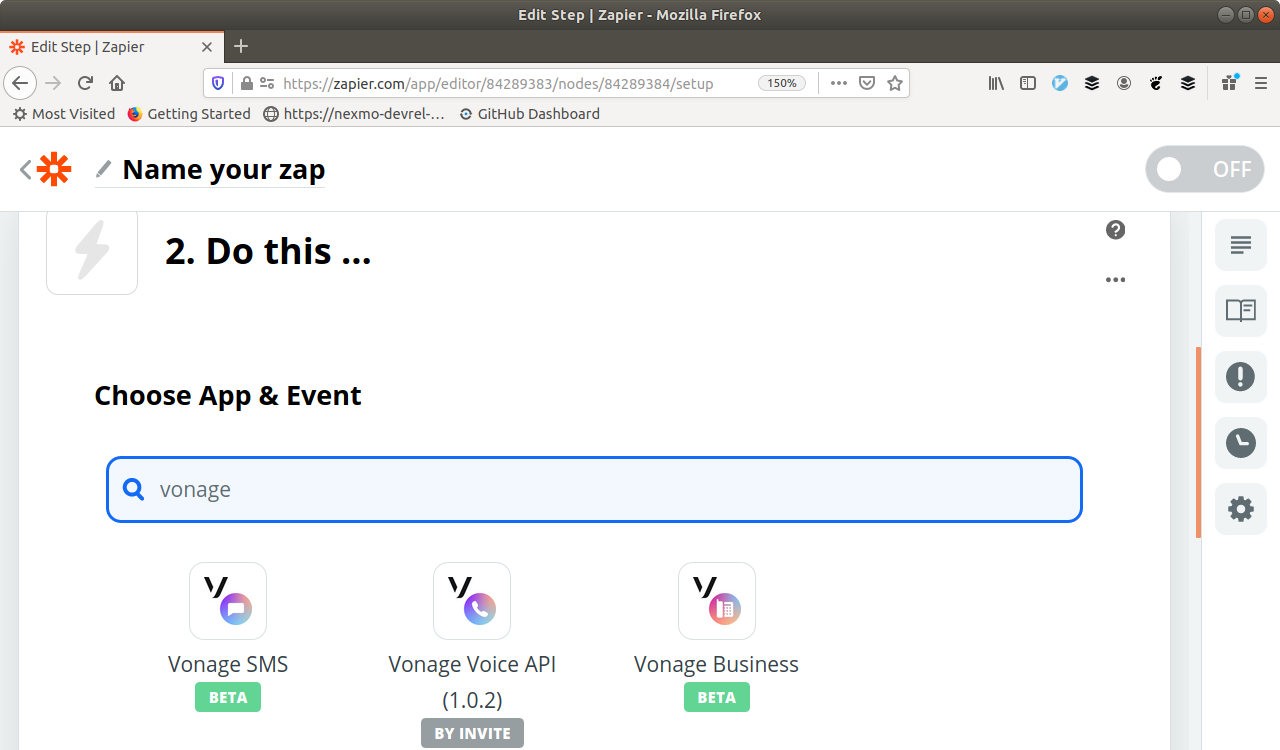 Edit Step | Zapier - Mozilla Firefox
Edit Step | Zapier
https://zapier.com/app/editor/84289383/nodes/84289384/setup 150%
Most Visited Getting Started https://nexmo-devrel-… GitHub Dashboard
Name your zap OFF
2. Do this ...
Choose App & Event
vonage
Vonage SMS
BETA
Vonage Voice API
(1.0.2)
BY INVITE
Vonage Business
BETA